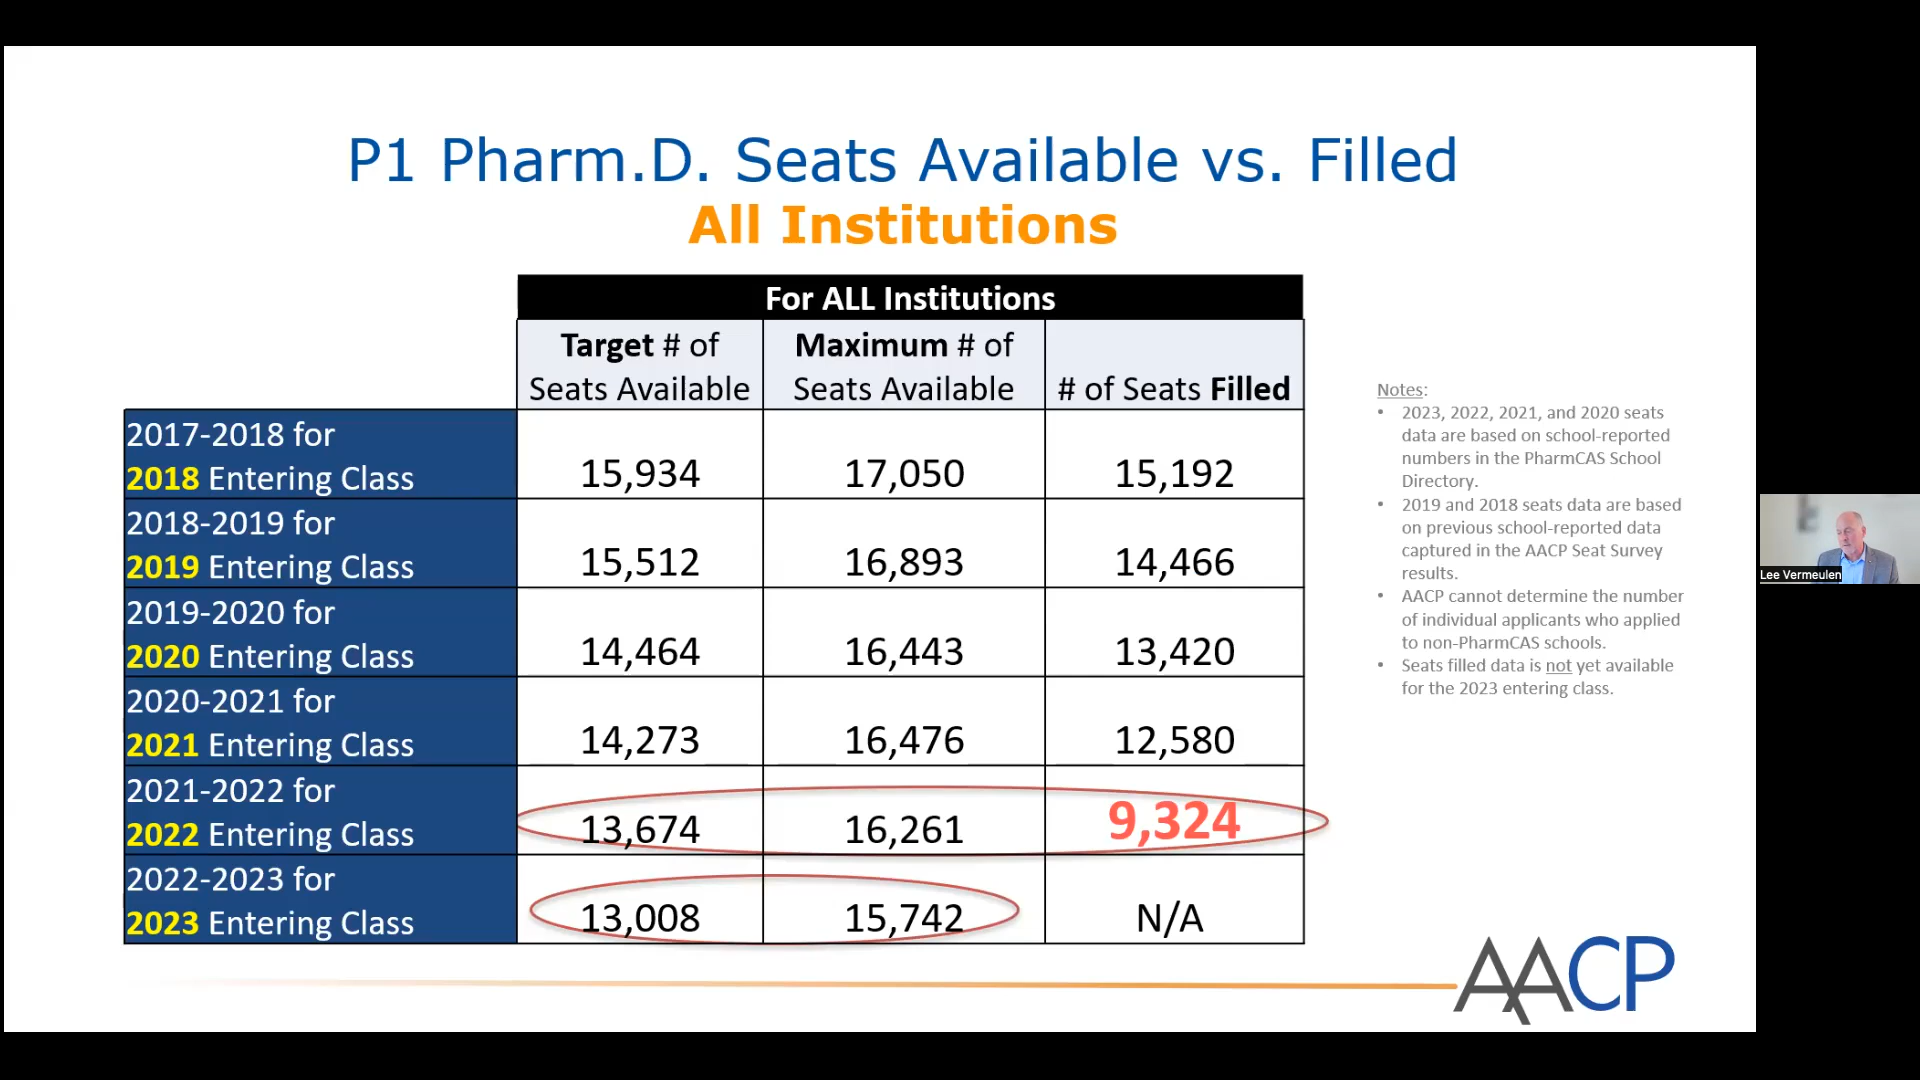 P1 Pharm.D. Seats Available vs. Filled
All Institutions
For ALL Institutions
Target # of
Seats Available
Maximum # of
Seats Available
# of Seats Filled
2017-2018 for
2018 Entering Class
15,934
17,050
15,192
2018-2019 for
2019 Entering Class
15,512
16,893
14,466
2019-2020 for
2020 Entering Class
14,464
16,443
13,420
2020-2021 for
2021 Entering Class
14,273
16,476
12,580
2021-2022 for
2022 Entering Class
13,674
16,261
9,324
2022-2023 for
2023 Entering Class
13,008
15,742
N/A
Notes:
• 2023, 2022, 2021, and 2020 seats
data are based on school-reported
numbers in the PharmCAS School
Directory.
• 2019 and 2018 seats data are based
on previous school-reported data
captured in the AACP Seat Survey
results.
• AACP cannot determine the number
of individual applicants who applied
to non-PharmCAS schools.
• Seats filled data is not yet available
for the 2023 entering class.
AACP
Lee Vermeulen